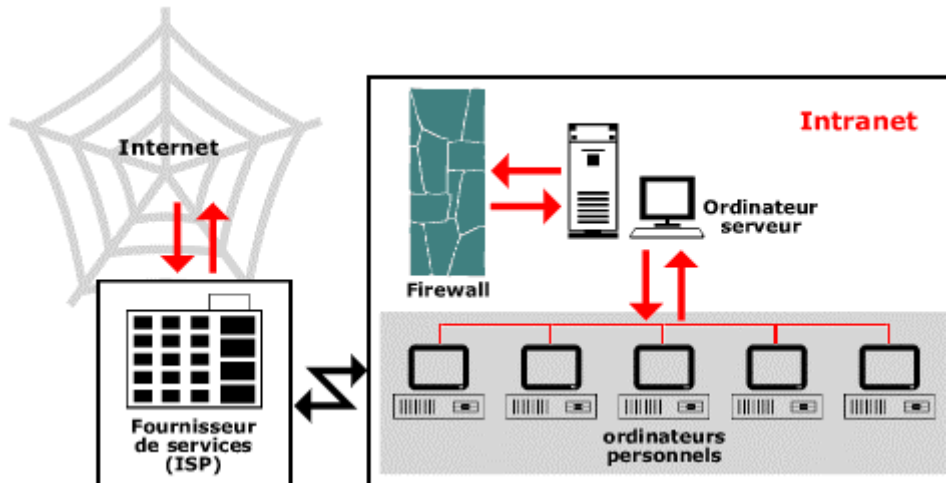 Internet
Intranet
Ordinateur
serveur
Firewall
Fournisseur
de services
(ISP)
ordinateurs
personnels